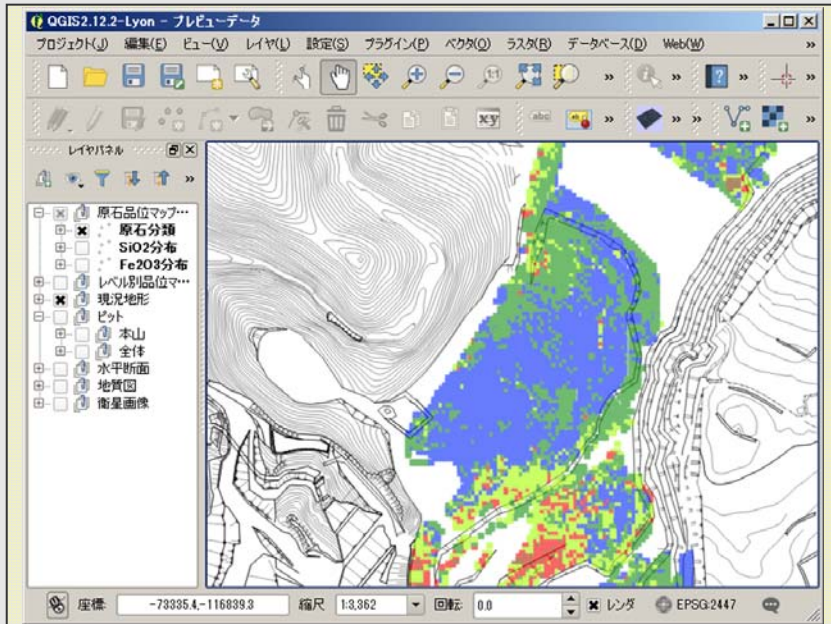 QGIS2.12.2-Lyon - プレビューデータ
プロジェクト(J) 編集(E) ビュー(V) レイヤ(L) 設定(S) プラグイン(P) ベクタ(O) ラスタ(R) データベース(D) Web(W) »
1:1 » » »
abc » » » »
レイヤパネル
»
原石品位マップ…
原石分類
SiO2分布
Fe2O3分布
レベル別品位マ…
現況地形
ピット
本山
全体
水平断面
地質図
衛星画像
座標: -73335.4,-116839.3 縮尺 1:3,362 回転: 0.0 レンダ EPSG:2447